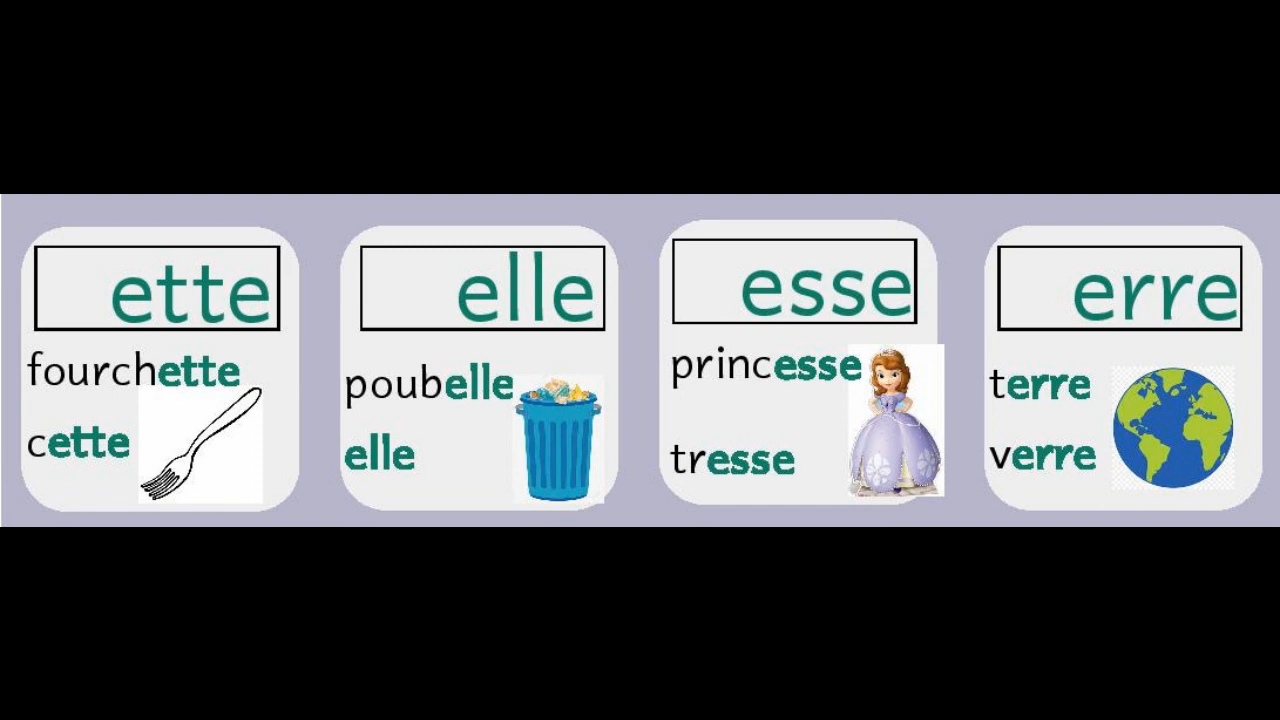 ette
fourchette
cette
elle
poubelle
elle
esse
princesse
tresse
erre
terre
verre